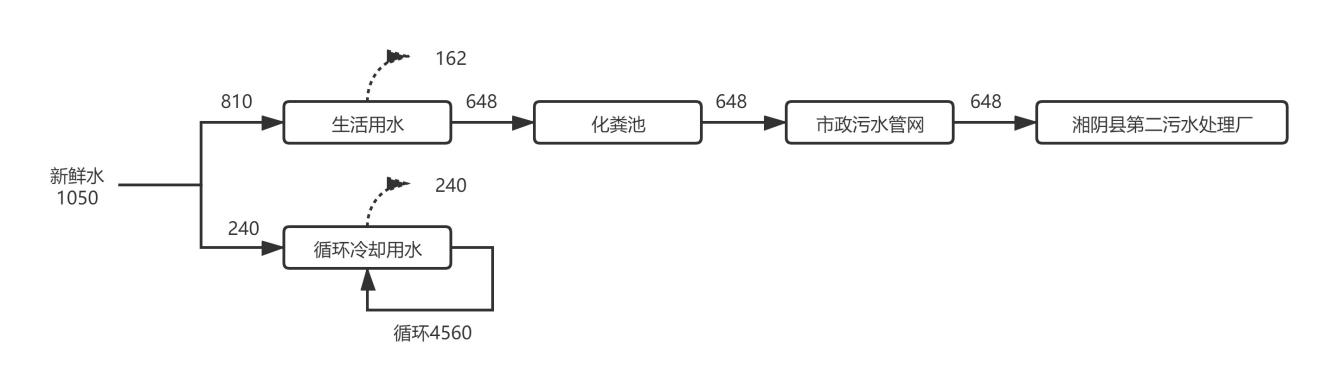 162
810
生活用水
648
化粪池
648
市政污水管网
648
湘阴县第二污水处理厂
新鲜水
1050
240
240
循环冷却用水
循环4560